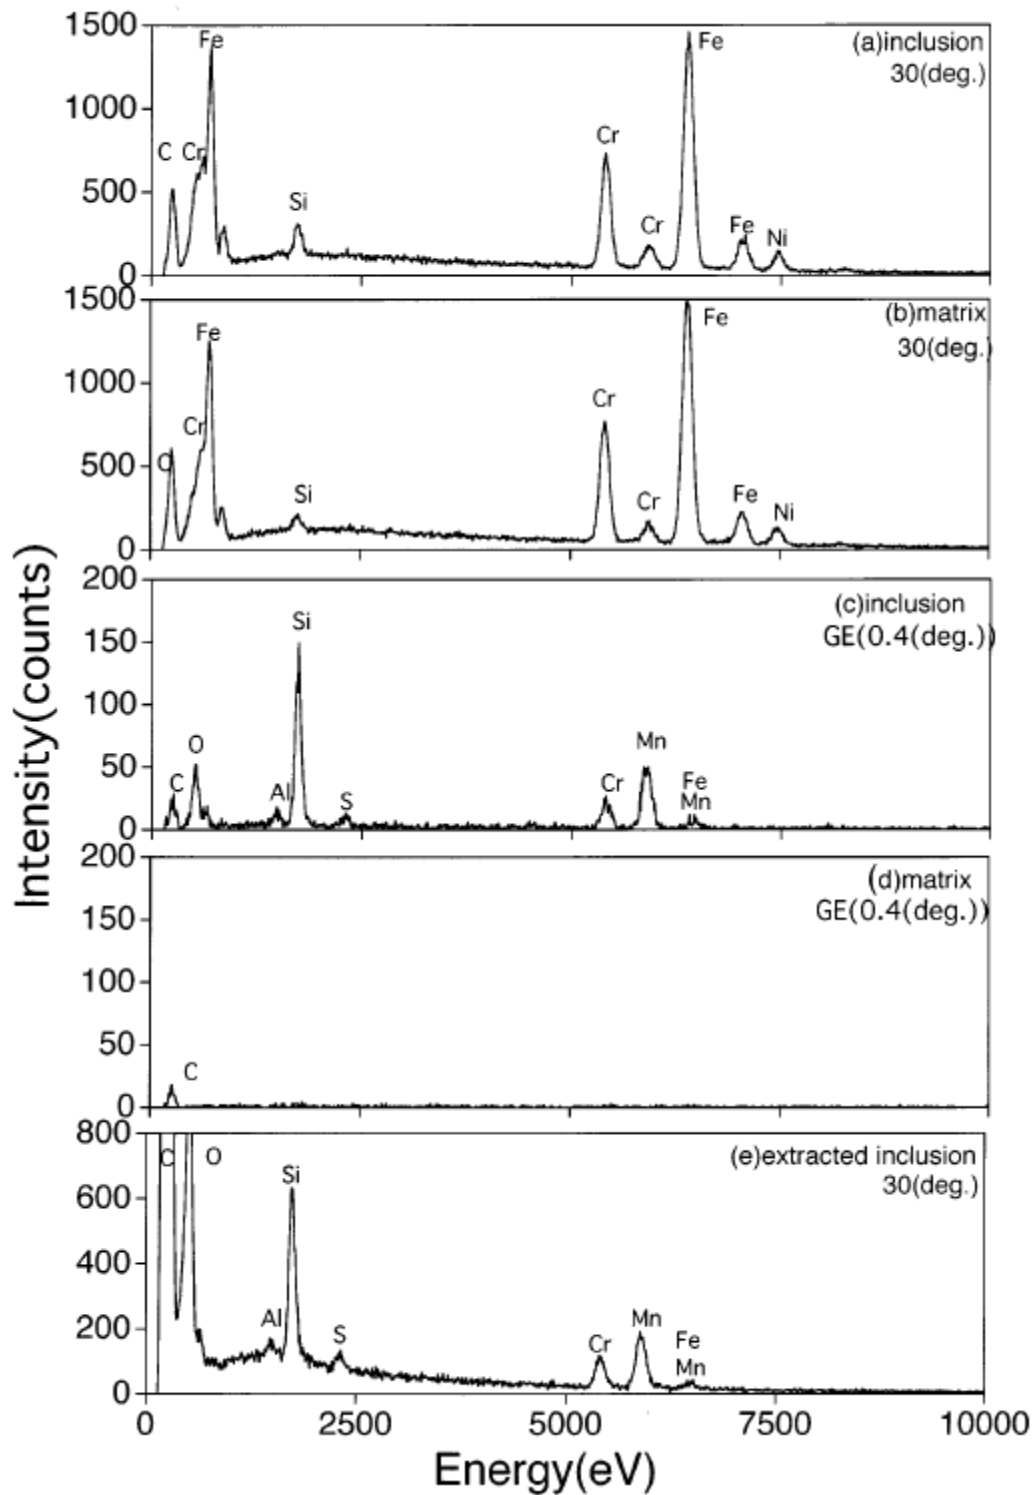 1500
Fe
Fe
(a)inclusion
30(deg.)
1000
C Cr
Cr
500
Si
Cr
Fe
Ni
0
1500
Fe
Fe
(b)matrix
30(deg.)
1000
Cr
Cr
500
C
Si
Cr
Fe
Ni
0
200
Si
(c)inclusion
GE(0.4(deg.))
150
100
O
Mn
50
C
Al
S
Cr
Fe
Mn
0
200
(d)matrix
GE(0.4(deg.))
150
100
50
C
0
800
C
O
Si
(e)extracted inclusion
30(deg.)
600
400
200
Al
S
Cr
Mn
Fe
Mn
0
0 2500 5000 7500 10000
Energy(eV)
Intensity(counts)